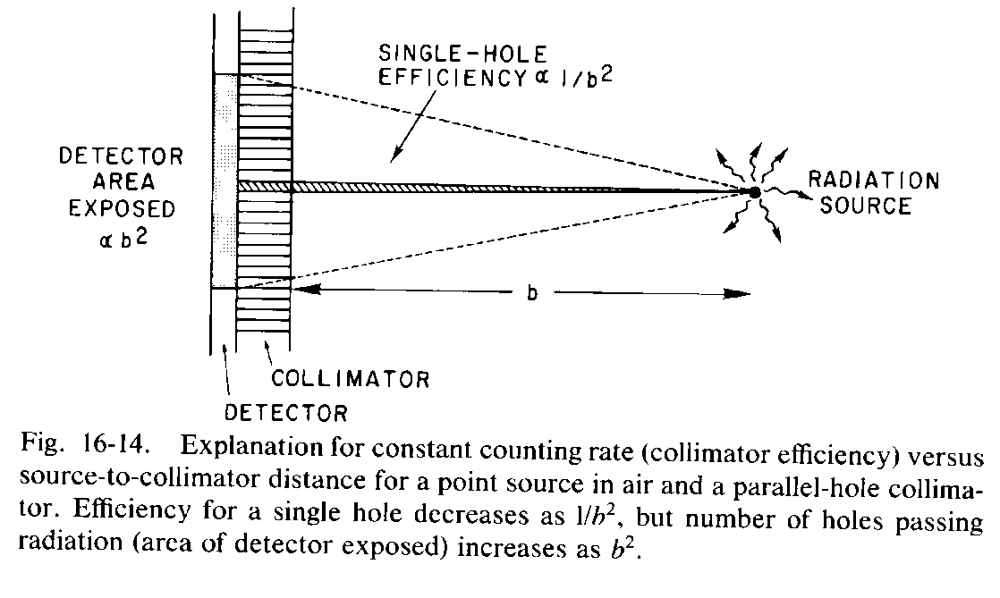 SINGLE-HOLE
EFFICIENCY ∝ 1/b²
DETECTOR
AREA
EXPOSED
∝ b²
RADIATION
SOURCE
b
COLLIMATOR
DETECTOR
Fig. 16-14. Explanation for constant counting rate (collimator efficiency) versus
source-to-collimator distance for a point source in air and a parallel-hole collima-
tor. Efficiency for a single hole decreases as 1/b², but number of holes passing
radiation (area of detector exposed) increases as b².